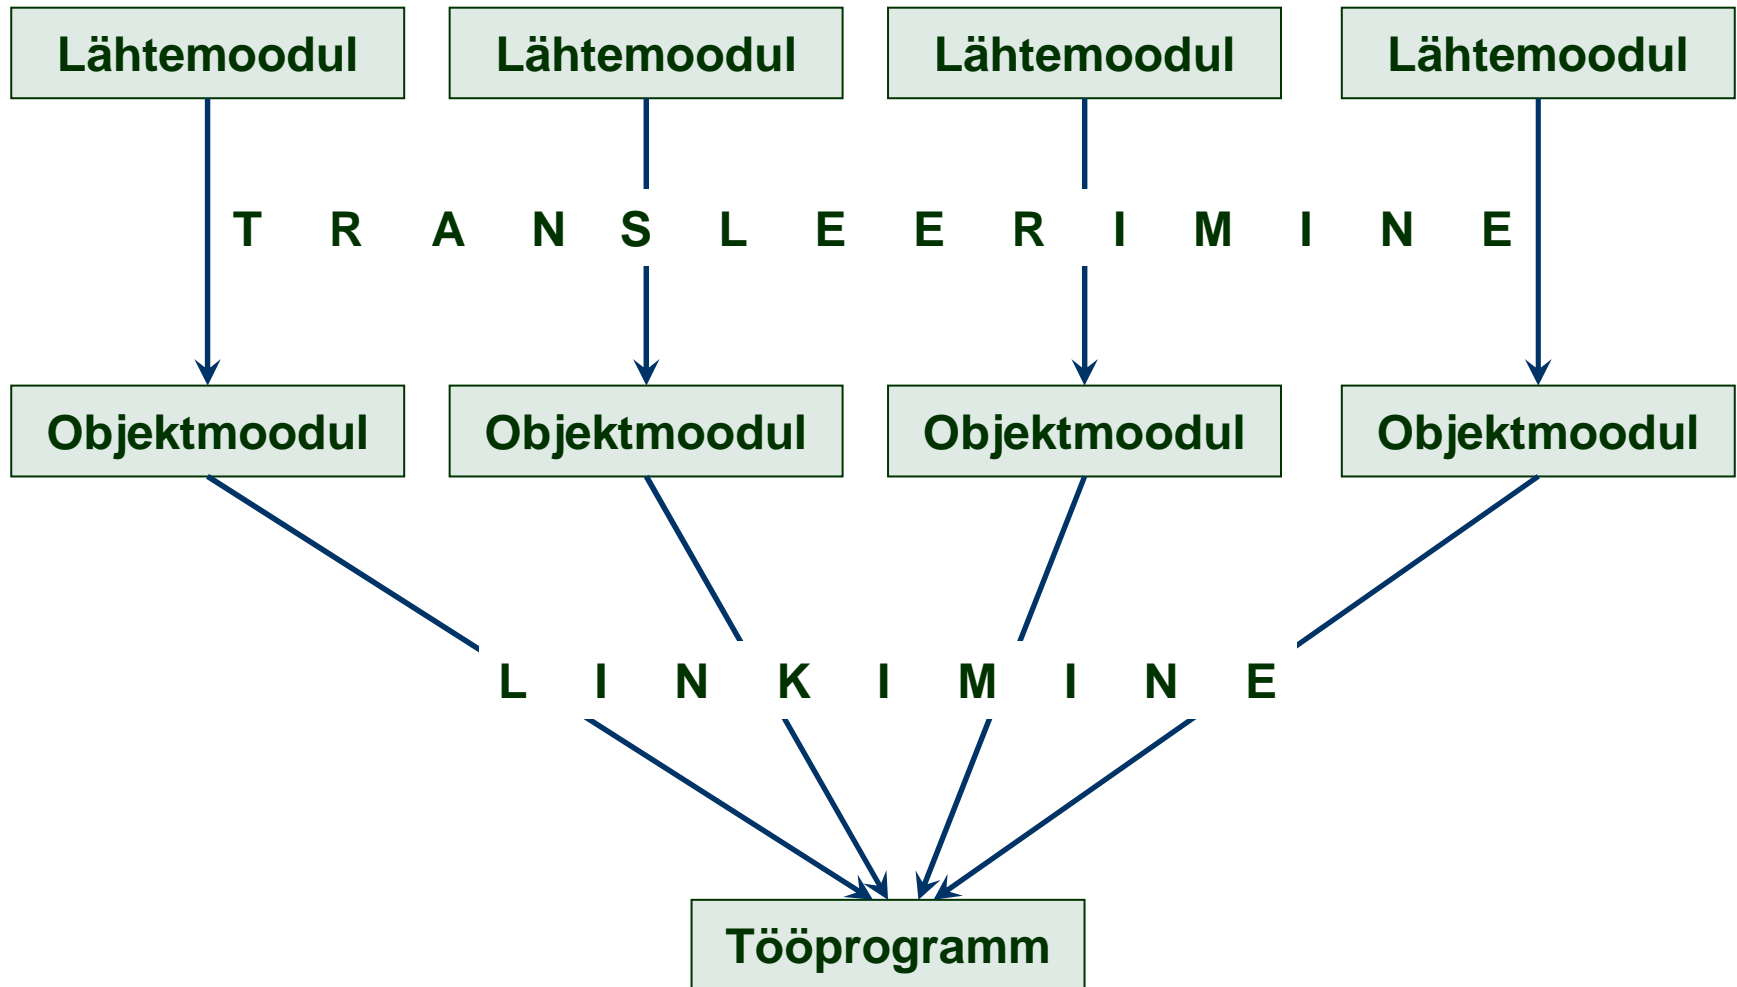 Lähtemoodul Lähtemoodul Lähtemoodul Lähtemoodul
T R A N S L E E R I M I N E
Objektmoodul Objektmoodul Objektmoodul Objektmoodul
L I N K I M I N E
Tööprogramm